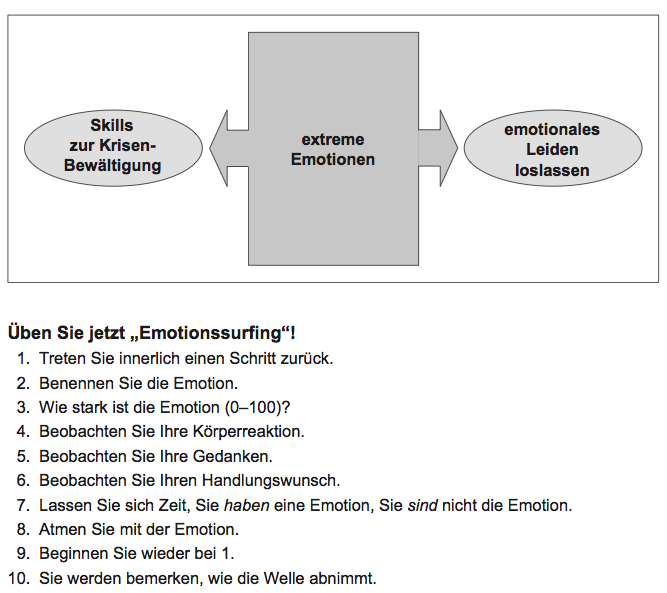 Skills
zur Krisen-
Bewältigung
extreme
Emotionen
emotionales
Leiden
loslassen
Üben Sie jetzt „Emotionssurfing“!
1. Treten Sie innerlich einen Schritt zurück.
2. Benennen Sie die Emotion.
3. Wie stark ist die Emotion (0–100)?
4. Beobachten Sie Ihre Körperreaktion.
5. Beobachten Sie Ihre Gedanken.
6. Beobachten Sie Ihren Handlungswunsch.
7. Lassen Sie sich Zeit, Sie haben eine Emotion, Sie sind nicht die Emotion.
8. Atmen Sie mit der Emotion.
9. Beginnen Sie wieder bei 1.
10. Sie werden bemerken, wie die Welle abnimmt.